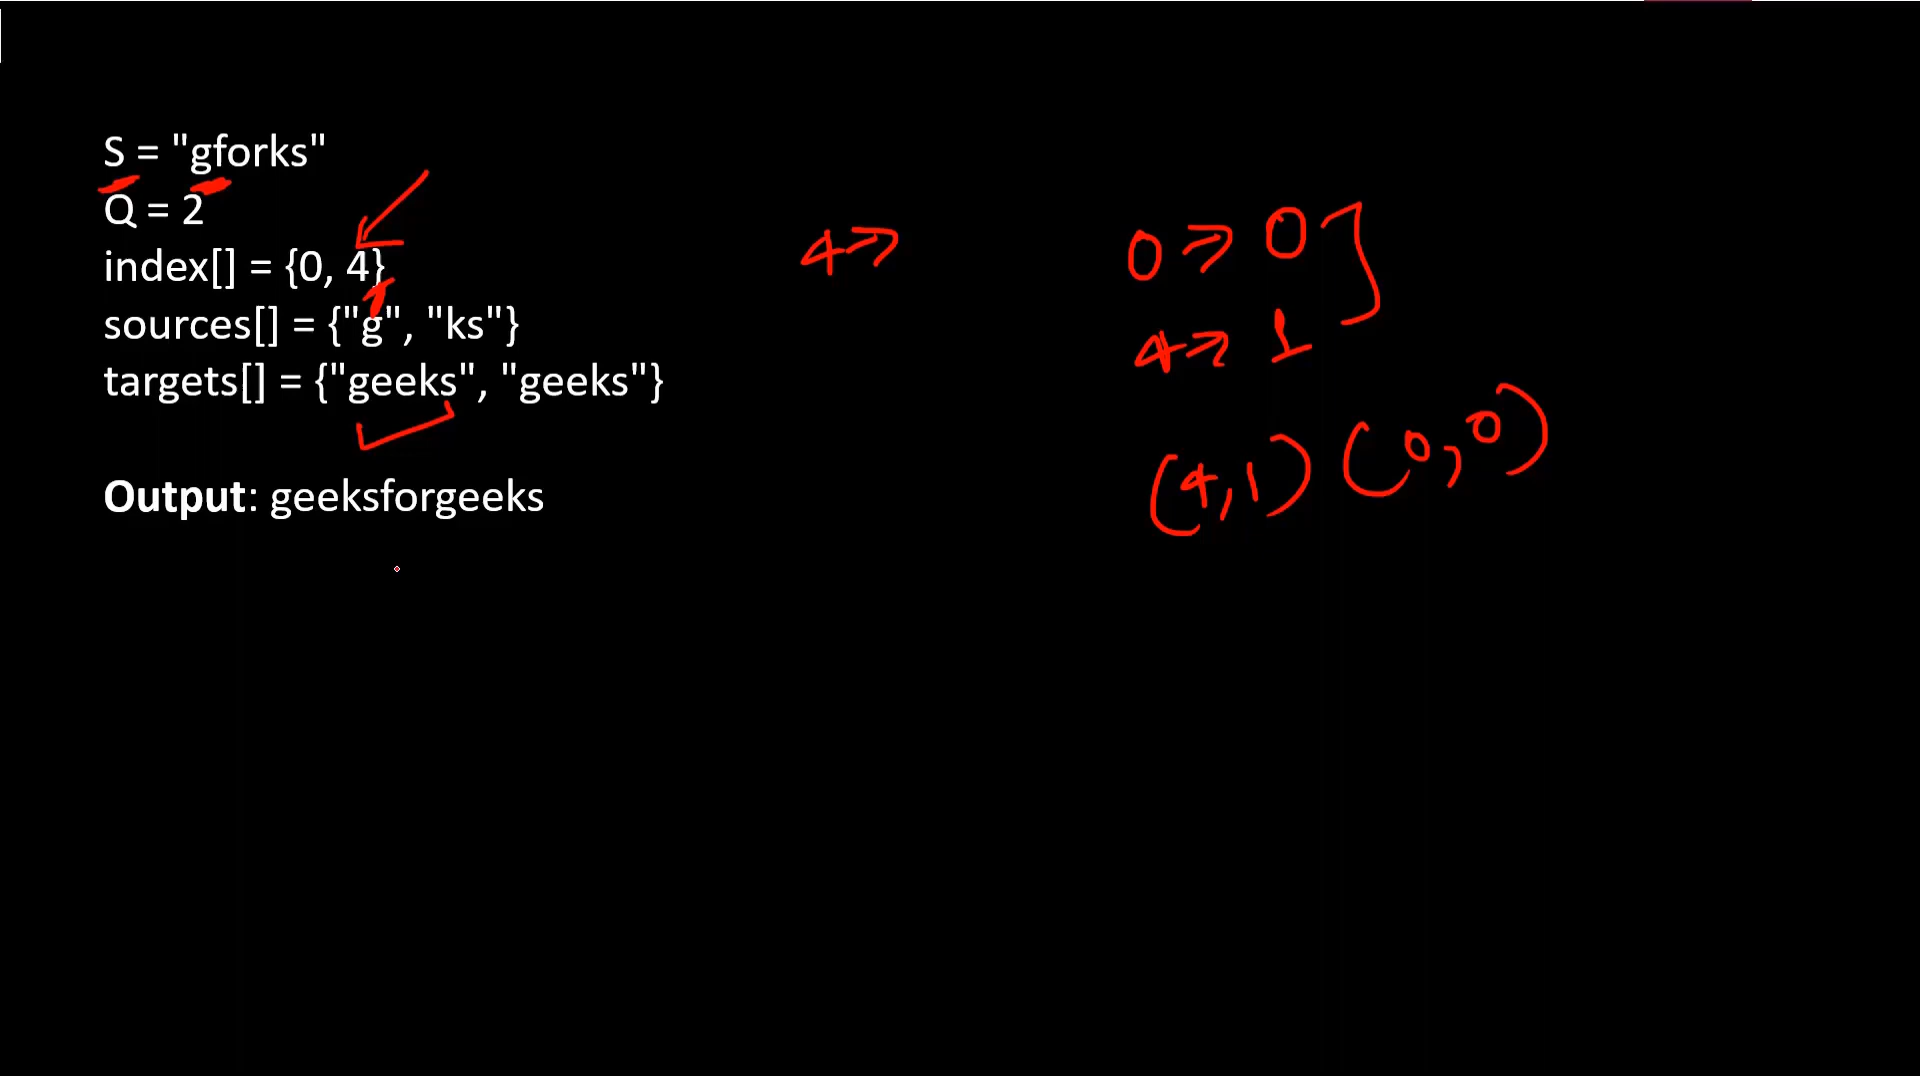 S = "gforks"
Q = 2
index[] = {0, 4}
sources[] = {"g", "ks"}
targets[] = {"geeks", "geeks"}
Output: geeksforgeeks
4 =>
0 => 0
4 => 1
(4,1) (0,0)